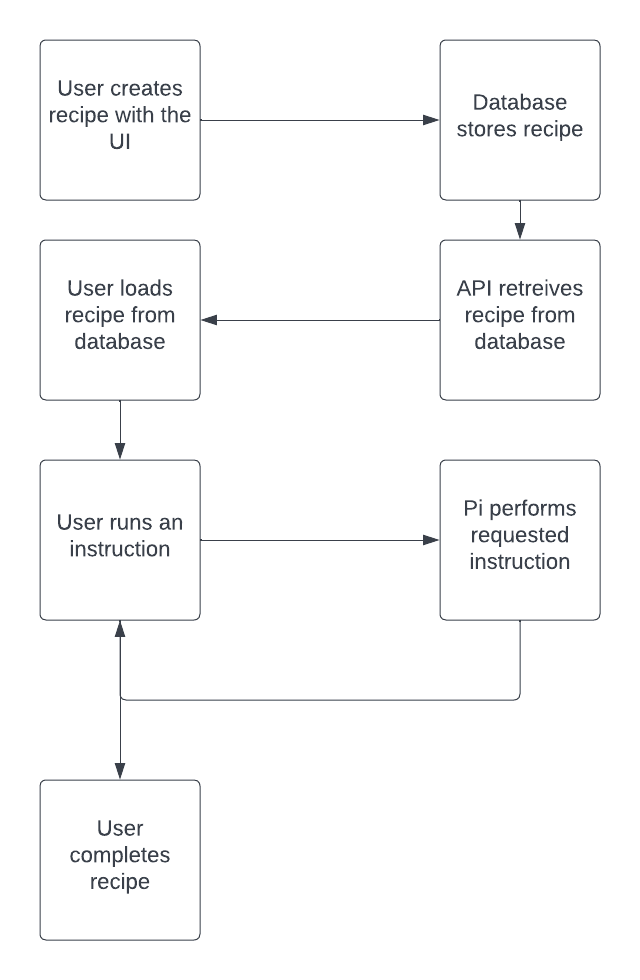 User creates
recipe with the
UI
Database
stores recipe
User loads
recipe from
database
API retreives
recipe from
database
User runs an
instruction
Pi performs
requested
instruction
User
completes
recipe